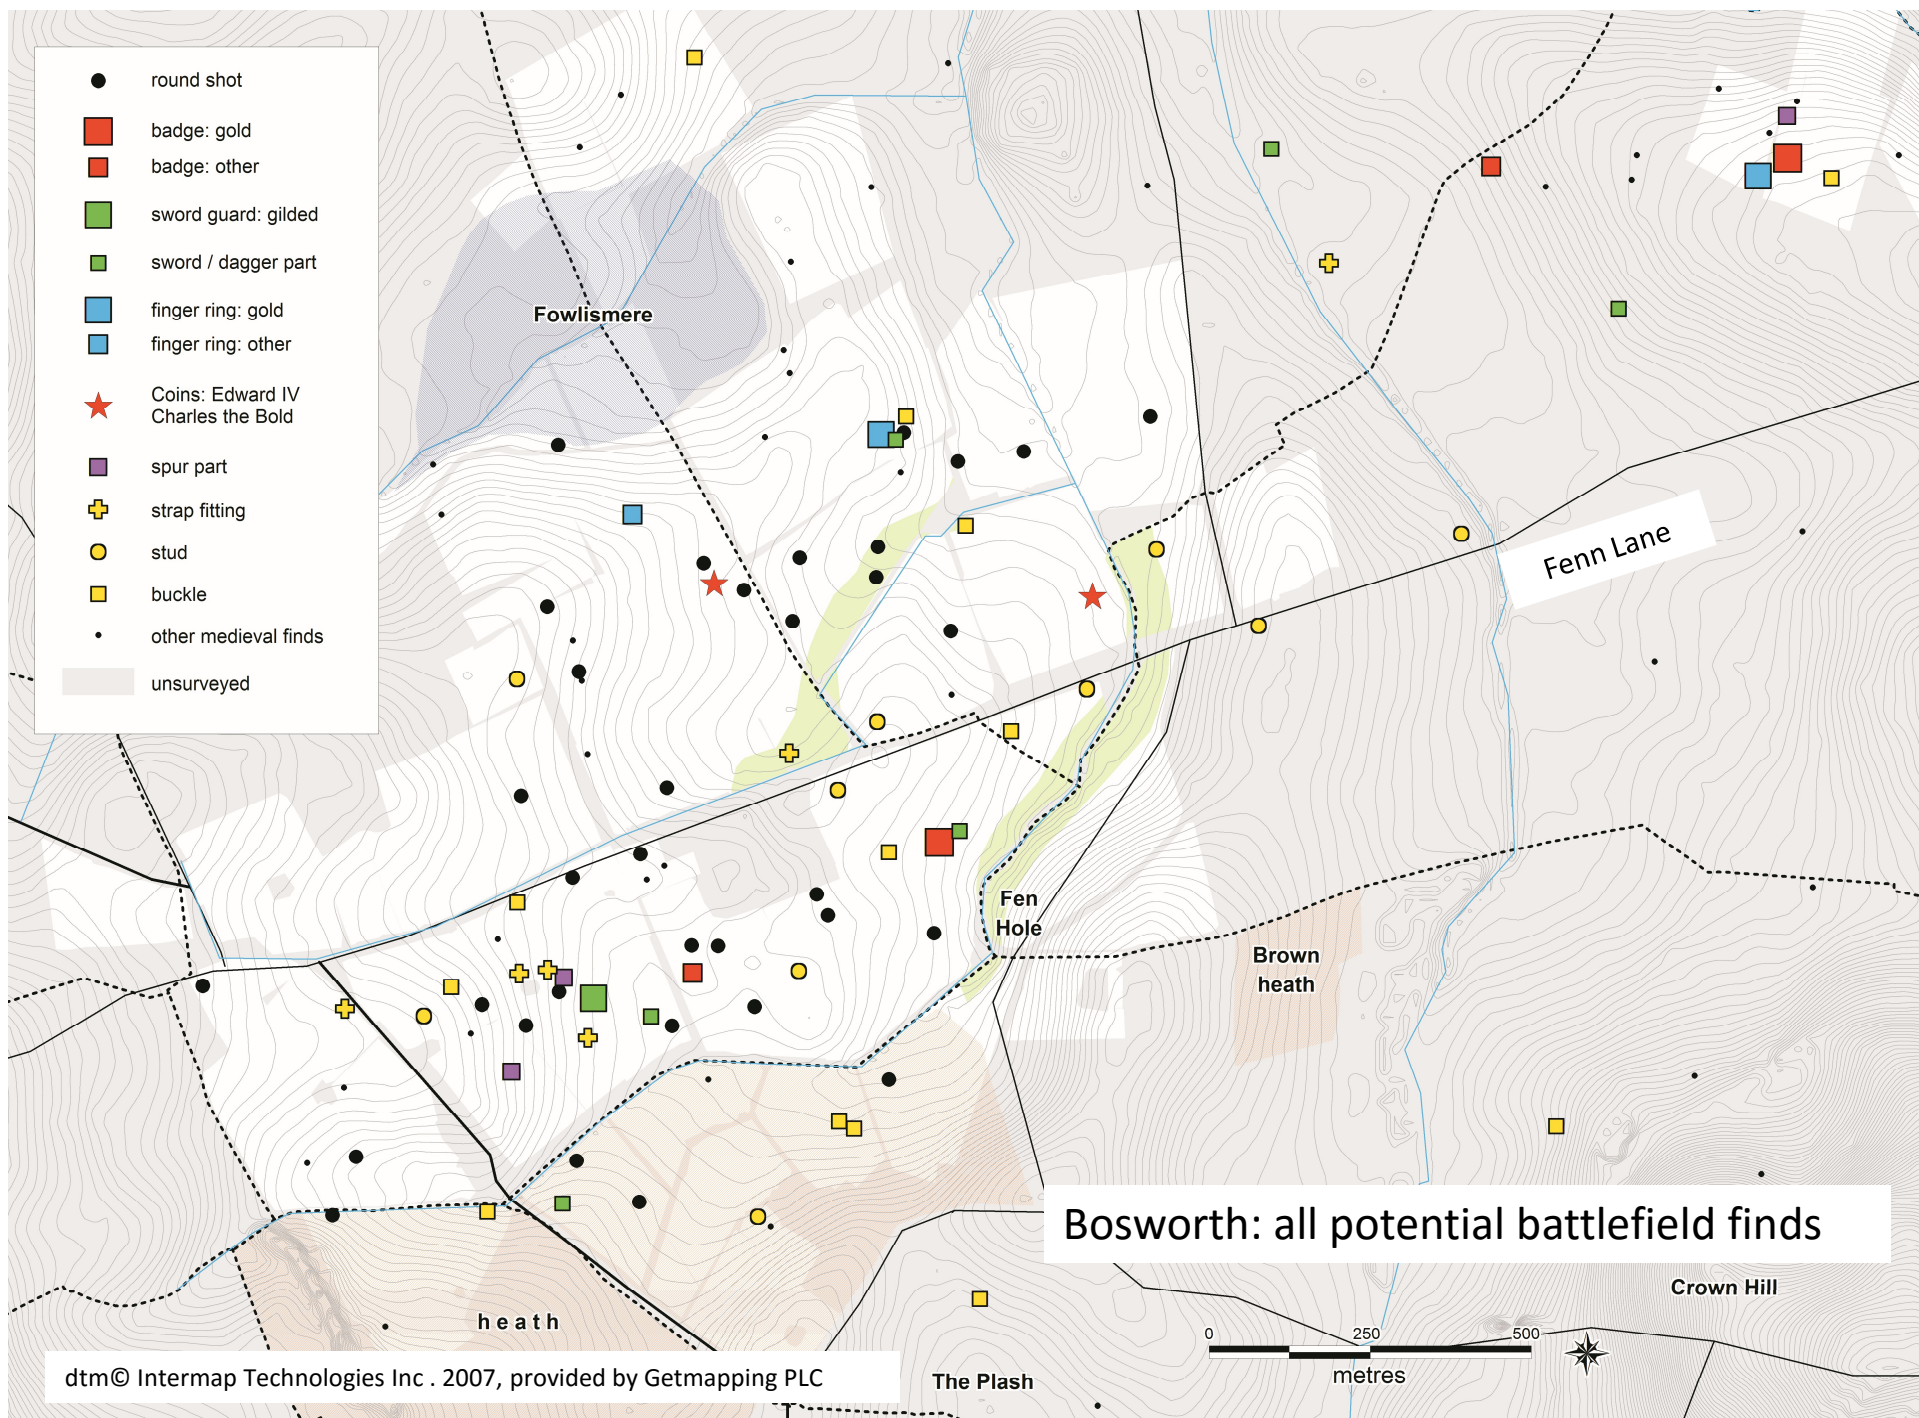 round shot
badge: gold
badge: other
sword guard: gilded
sword / dagger part
finger ring: gold
finger ring: other
Coins: Edward IV
Charles the Bold
spur part
strap fitting
stud
buckle
other medieval finds
unsurveyed
Fowlismere
Fenn Lane
Fen
Hole
Brown
heath
Bosworth: all potential battlefield finds
Crown Hill
heath
0 250 500
metres
dtm© Intermap Technologies Inc . 2007, provided by Getmapping PLC
The Plash